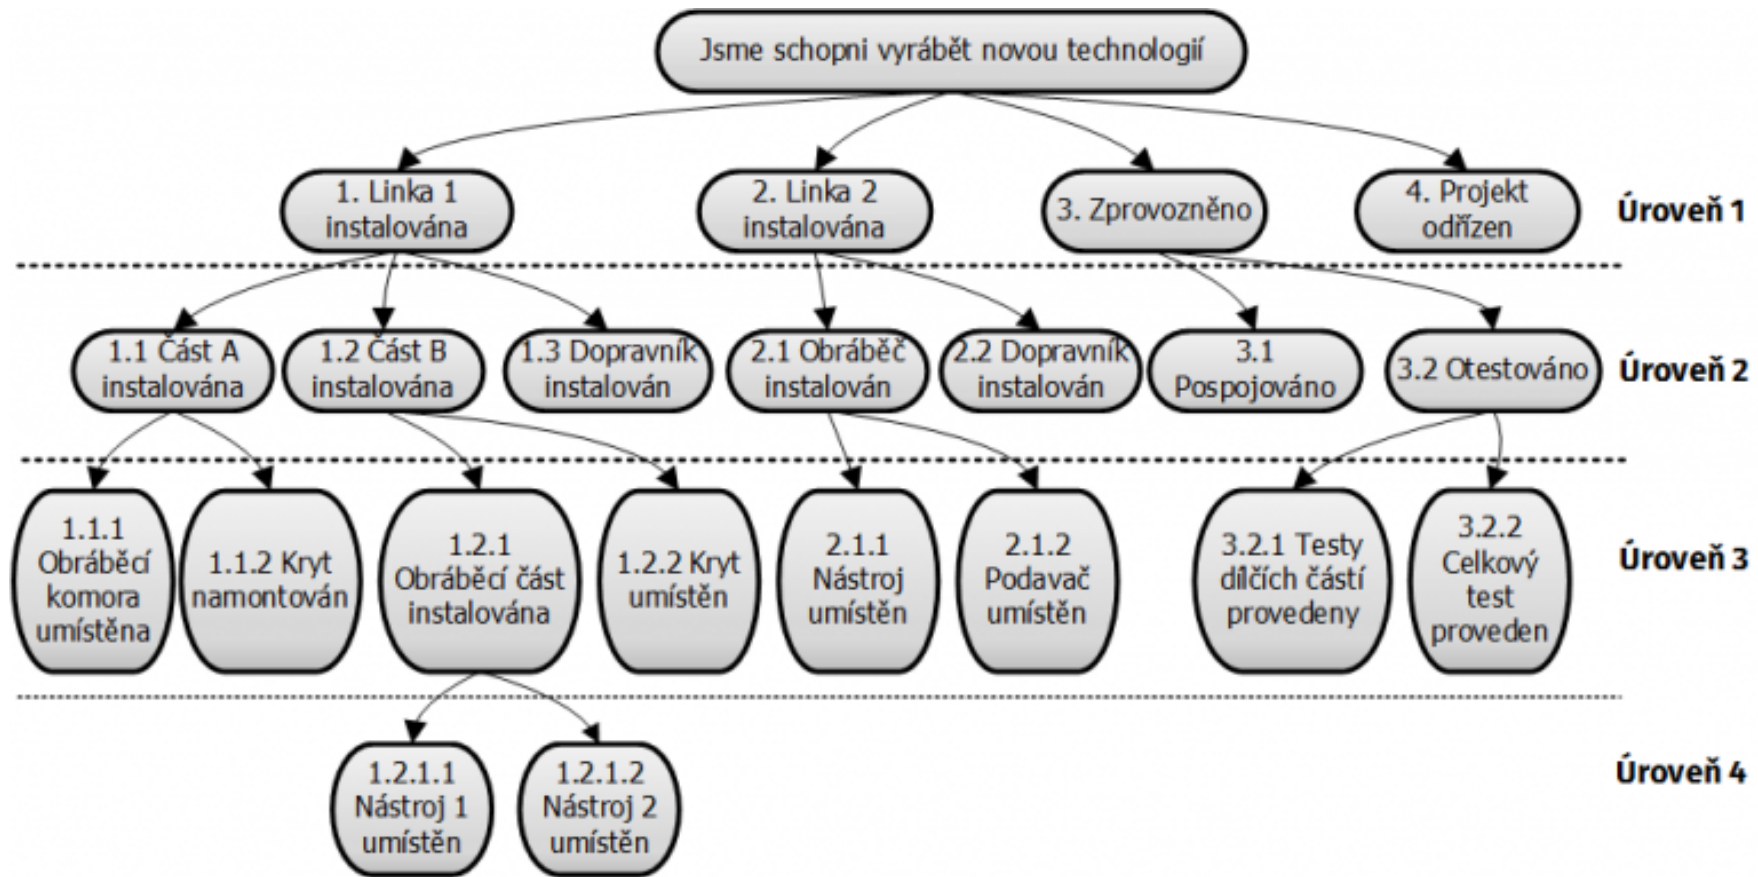 Jsme schopni vyrábět novou technologií
1. Linka 1
instalována
2. Linka 2
instalována
3. Zprovozněno
4. Projekt
odřízen
Úroveň 1
1.1 Část A
instalována
1.2 Část B
instalována
1.3 Dopravník
instalován
2.1 Obráběč
instalován
2.2 Dopravník
instalován
3.1
Pospojováno
3.2 Otestováno
Úroveň 2
1.1.1
Obráběcí
komora
umístěna
1.1.2 Kryt
namontován
1.2.1
Obráběcí část
instalována
1.2.2 Kryt
umístěn
2.1.1
Nástroj
umístěn
2.1.2
Podavač
umístěn
3.2.1 Testy
dílčích částí
provedeny
3.2.2
Celkový
test
proveden
Úroveň 3
1.2.1.1
Nástroj 1
umístěn
1.2.1.2
Nástroj 2
umístěn
Úroveň 4